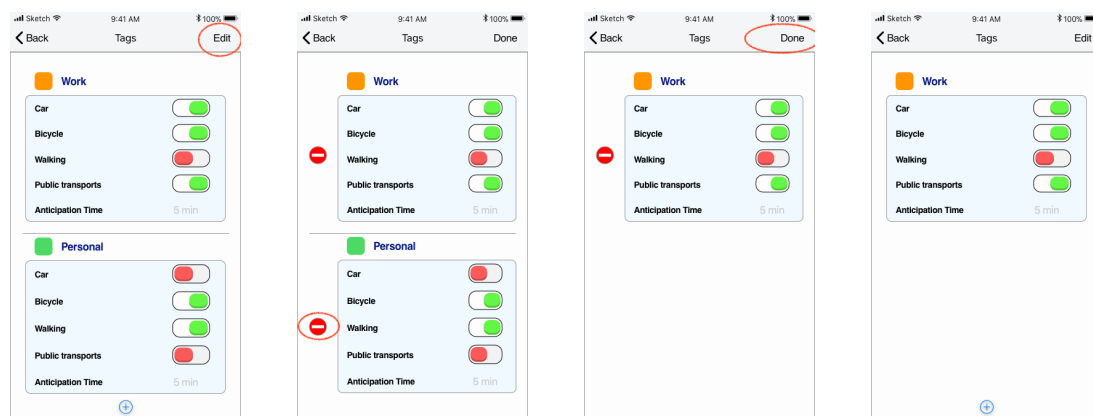 Sketch 9:41 AM 100%
Back Tags Edit
Work
Car
Bicycle
Walking
Public transports
Anticipation Time 5 min
Personal
Car
Bicycle
Walking
Public transports
Anticipation Time 5 min
Sketch 9:41 AM 100%
Back Tags Done
Work
Car
Bicycle
Walking
Public transports
Anticipation Time 5 min
Personal
Car
Bicycle
Walking
Public transports
Anticipation Time 5 min
Sketch 9:41 AM 100%
Back Tags Done
Work
Car
Bicycle
Walking
Public transports
Anticipation Time 5 min
Sketch 9:41 AM 100%
Back Tags Edit
Work
Car
Bicycle
Walking
Public transports
Anticipation Time 5 min